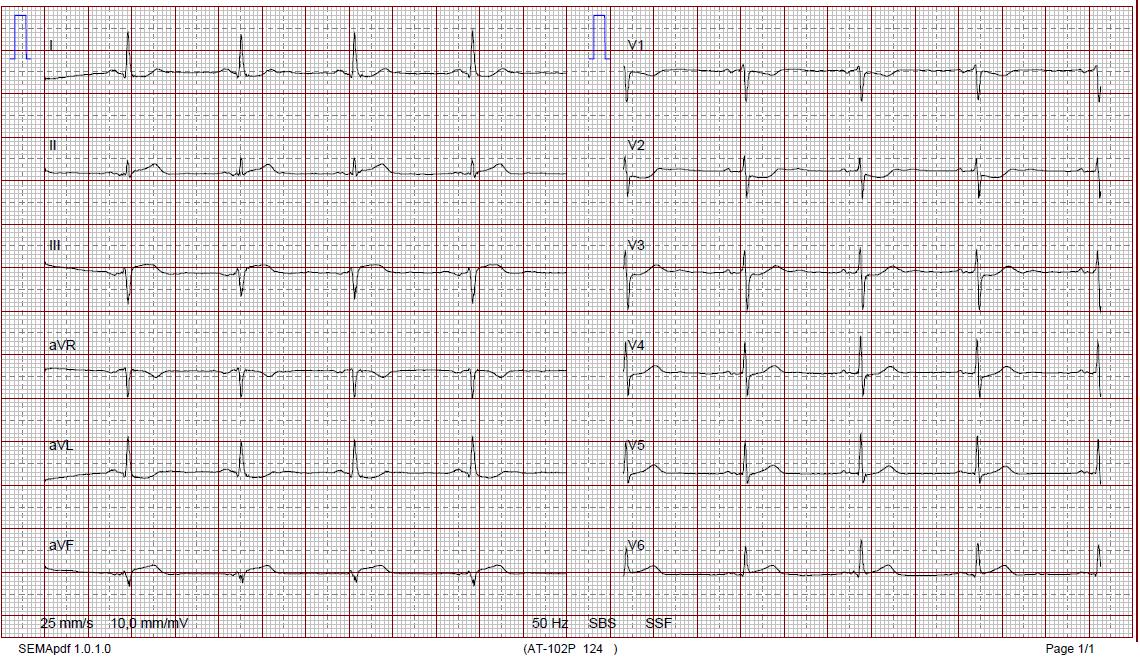 I
V1
II
V2
III
V3
aVR
V4
aVL
V5
aVF
V6
25 mm/s 10,0 mm/mV 50 Hz SBS SSF
SEMApdf 1.0.1.0 (AT-102P 124 ) Page 1/1